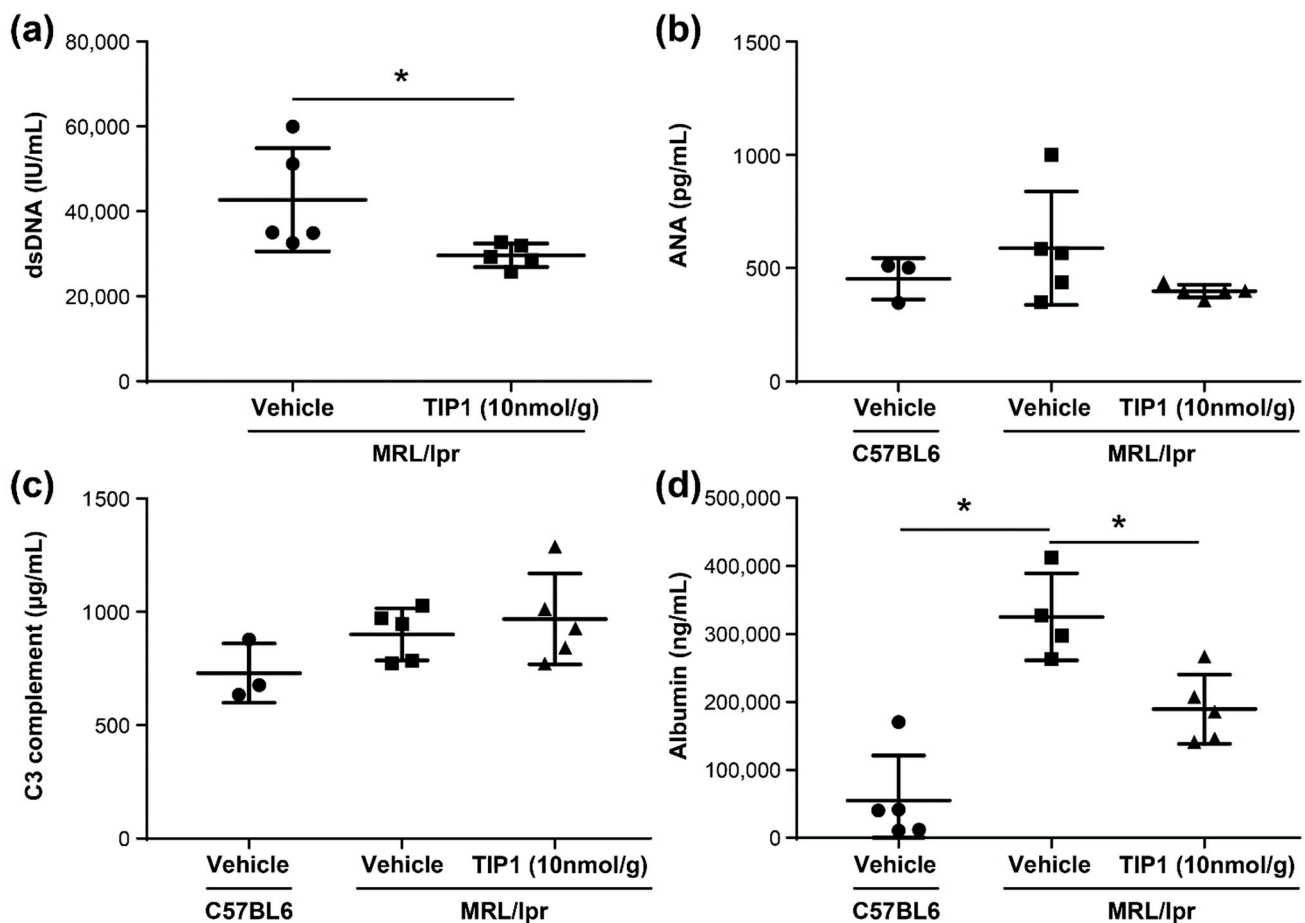 (a)
80,000
60,000
40,000
20,000
0
dsDNA (IU/mL)
*
Vehicle
TIP1 (10nmol/g)
MRL/lpr
(b)
1500
1000
500
0
ANA (pg/mL)
Vehicle
Vehicle
TIP1 (10nmol/g)
C57BL6
MRL/lpr
(c)
1500
1000
500
0
C3 complement (µg/mL)
Vehicle
Vehicle
TIP1 (10nmol/g)
C57BL6
MRL/lpr
(d)
500,000
400,000
300,000
200,000
100,000
0
Albumin (ng/mL)
*
*
Vehicle
Vehicle
TIP1 (10nmol/g)
C57BL6
MRL/lpr